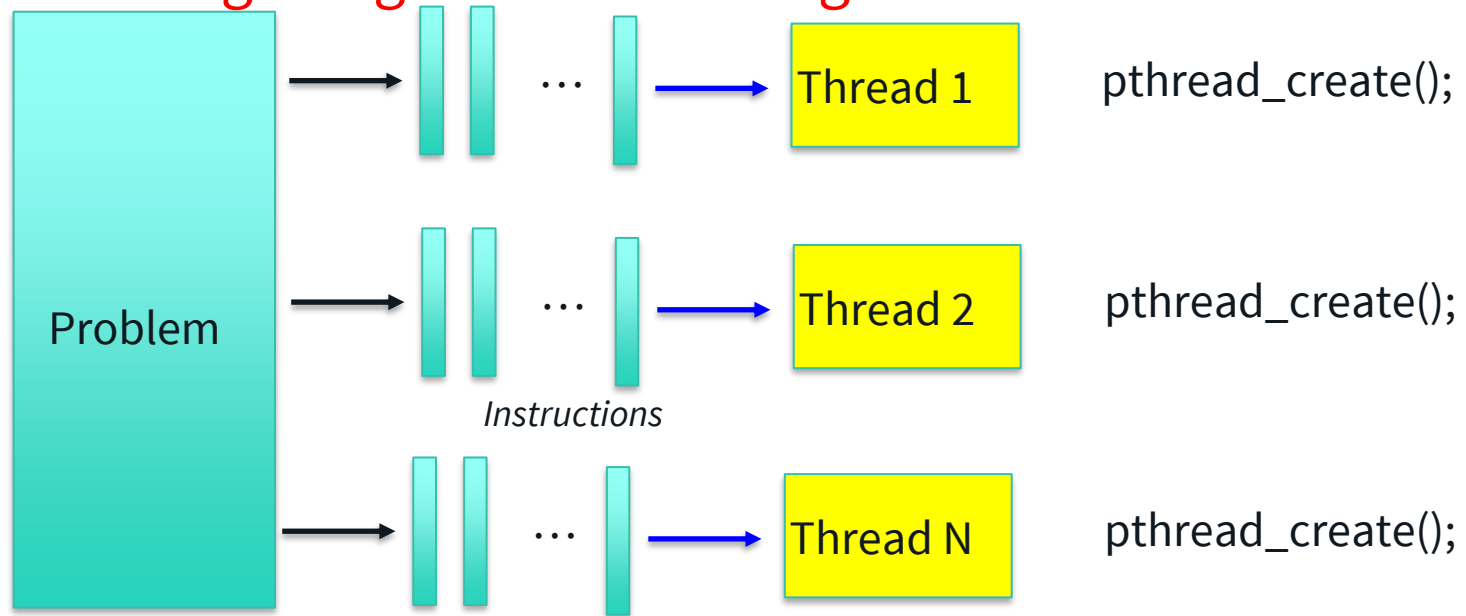 … Thread 1 pthread_create();
Problem
… Thread 2 pthread_create();
Instructions
… Thread N pthread_create();